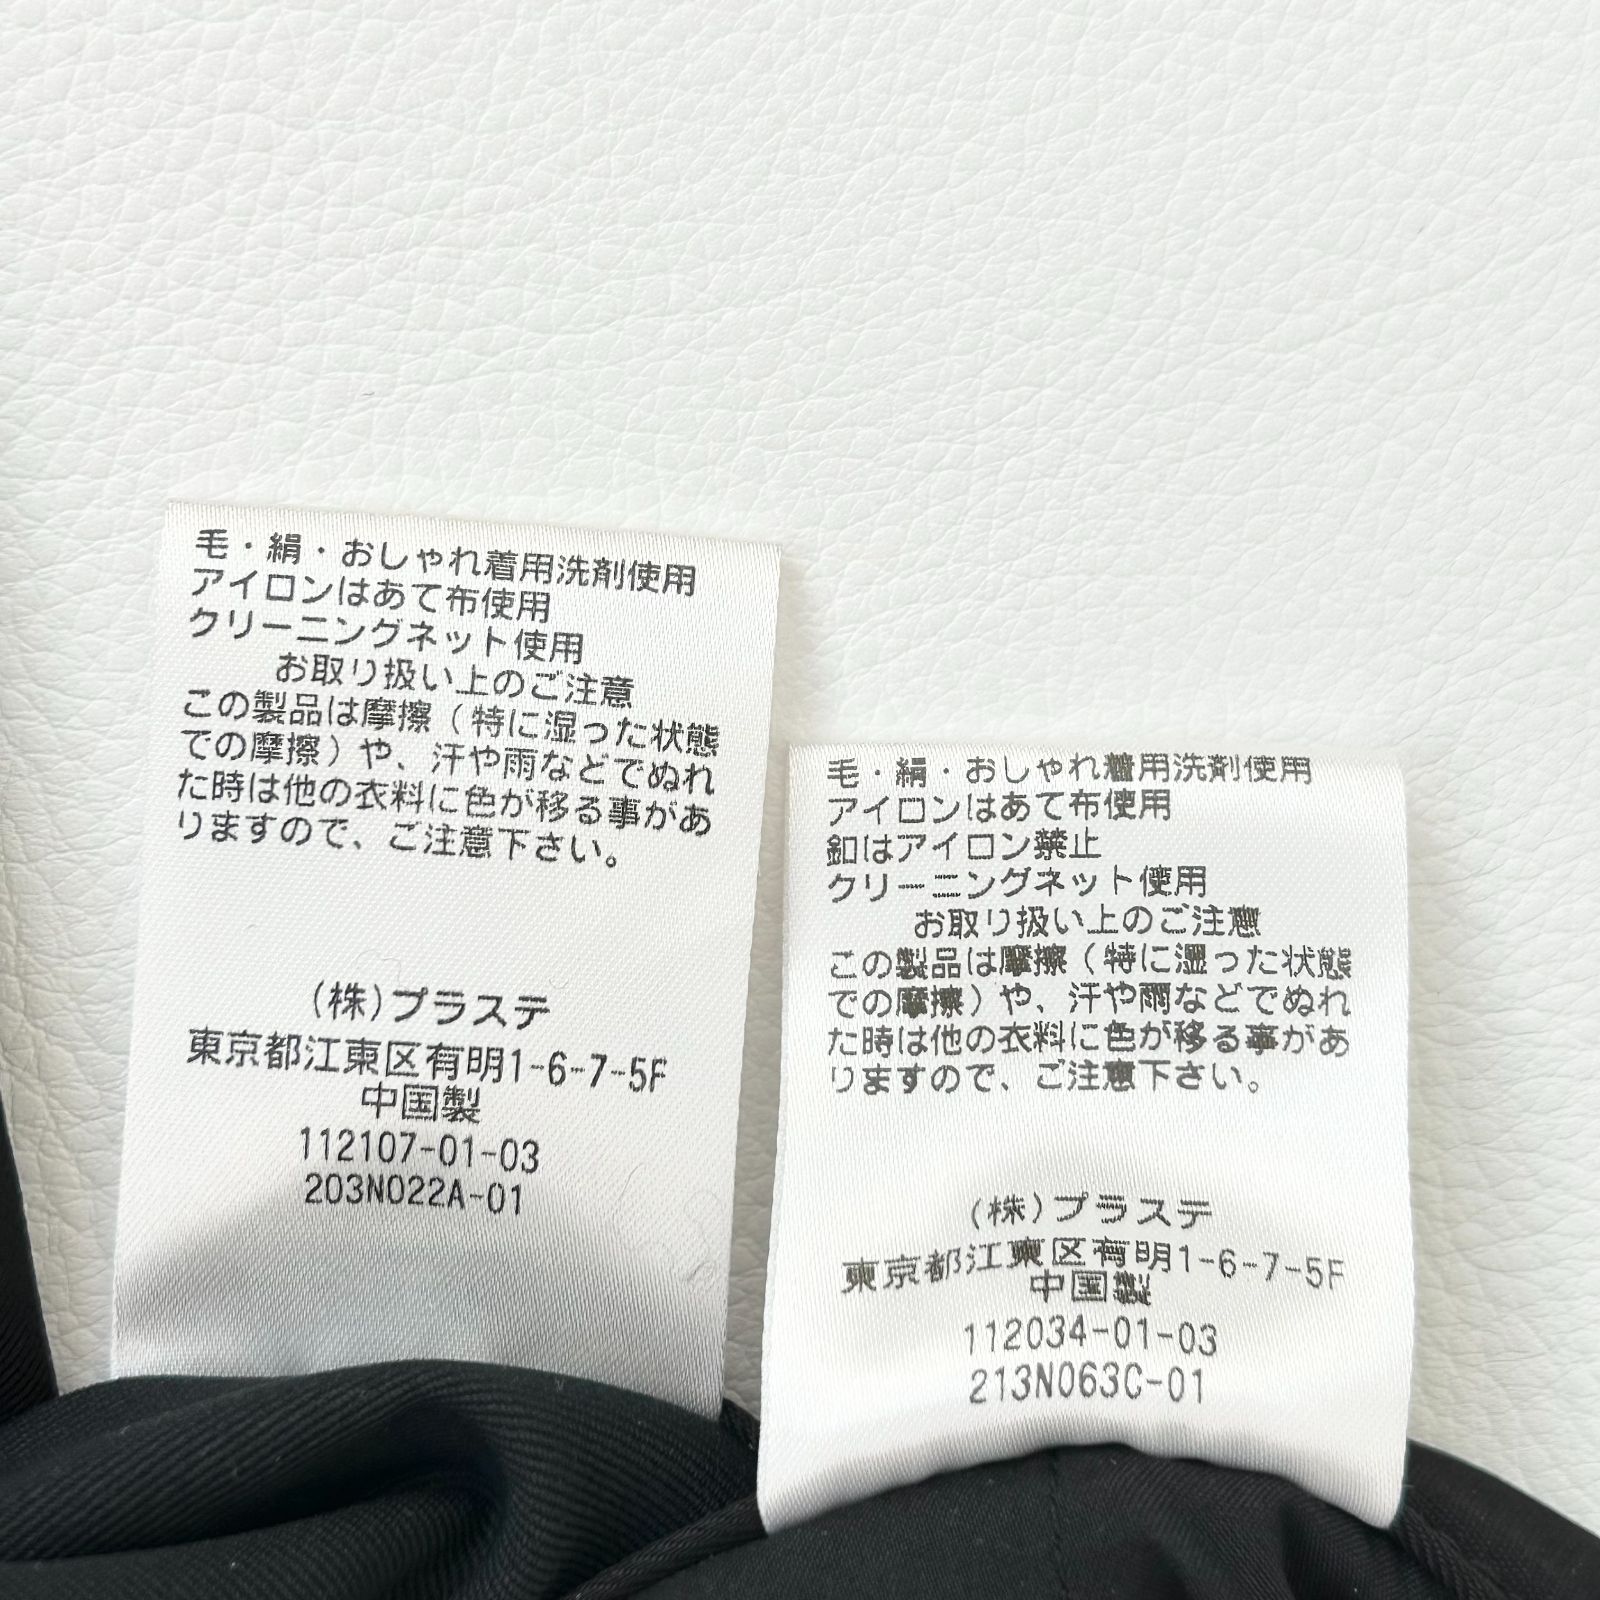 毛・絹・おしゃれ着用洗剤使用
アイロンはあて布使用
クリーニングネット使用
お取り扱い上のご注意
この製品は摩擦(特に湿った状態
での摩擦)や、汗や雨などでぬれ
た時は他の衣料に色が移る事があ
りますので、ご注意下さい。
(株)プラステ
東京都江東区有明1-6-7-5F
中国製
112107-01-03
203N022A-01
毛・絹・おしゃれ着用洗剤使用
アイロンはあて布使用
釦はアイロン禁止
クリーニングネット使用
お取り扱い上のご注意
この製品は摩擦(特に湿った状態
での摩擦)や、汗や雨などでぬれ
た時は他の衣料に色が移る事があ
りますので、ご注意下さい。
(株)プラステ
東京都江東区有明1-6-7-5F
中国製
112034-01-03
213N063C-01